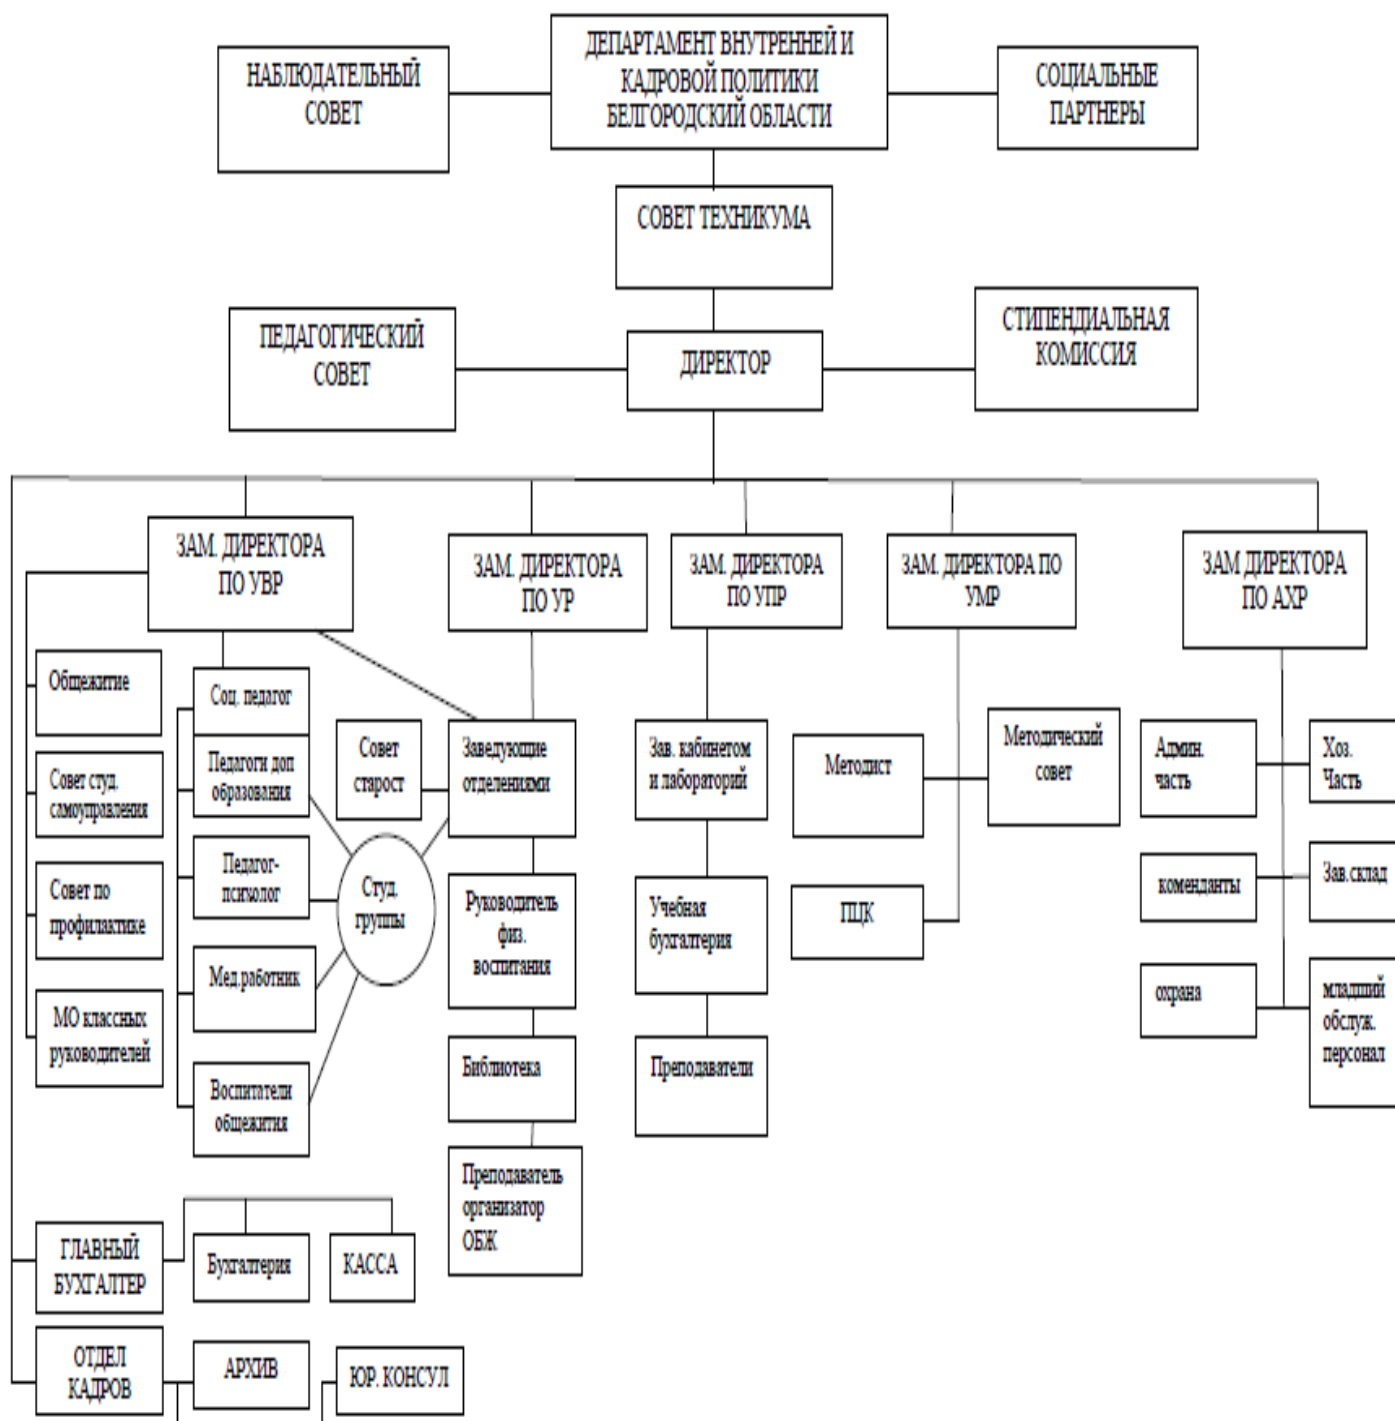 НАБЛЮДАТЕЛЬНЫЙ
СОВЕТ
ДЕПАРТАМЕНТ ВНУТРЕННЕЙ И
КАДРОВОЙ ПОЛИТИКИ
БЕЛГОРОДСКИЙ ОБЛАСТИ
СОЦИАЛЬНЫЕ
ПАРТНЕРЫ
СОВЕТ ТЕХНИКУМА
ПЕДАГОГИЧЕСКИЙ
СОВЕТ
ДИРЕКТОР
СТИПЕНДИАЛЬНАЯ
КОМИССИЯ
ЗАМ. ДИРЕКТОРА
ПО УВР
ЗАМ. ДИРЕКТОРА
ПО УР
ЗАМ. ДИРЕКТОРА
ПО УПР
ЗАМ. ДИРЕКТОРА ПО
УМР
ЗАМ ДИРЕКТОРА
ПО АХР
Общежитие
Совет студ.
самоуправления
Совет по
профилактике
МО классных
руководителей
Соц. педагог
Педагоги доп
образования
Педагог-
психолог
Мед.работник
Воспитатели
общежития
Совет
старост
Студ.
группы
Заведующие
отделениями
Руководитель
физ.
воспитания
Библиотека
Преподаватель
организатор
ОБЖ
Зав. кабинетом
и лабораторий
Учебная
бухгалтерия
Преподаватели
Методист
Методический
совет
ПЦК
Админ.
часть
Хоз.
Часть
коменданты
Зав.склад
охрана
младший
обслуж.
персонал
ГЛАВНЫЙ
БУХГАЛТЕР
Бухгалтерия
КАССА
ОТДЕЛ
КАДРОВ
АРХИВ
ЮР. КОНСУЛ